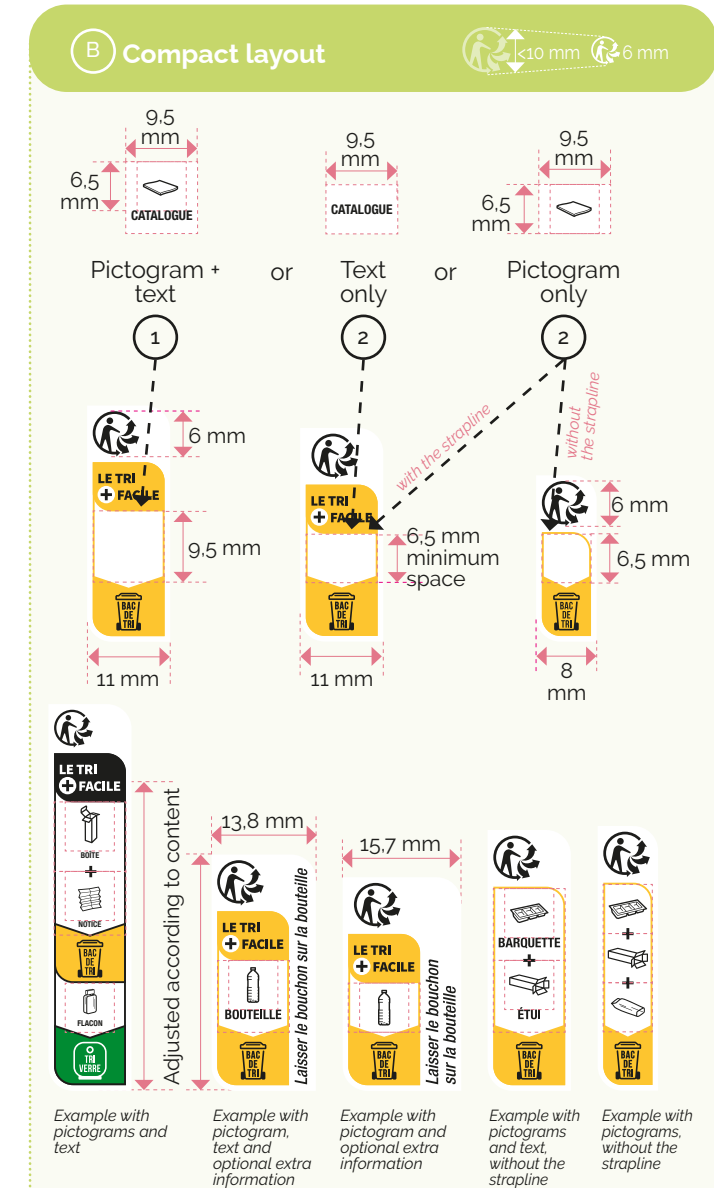 B Compact layout
<10 mm
6 mm
9,5
mm
6,5
mm
CATALOGUE
9,5
mm
CATALOGUE
9,5
mm
6,5
mm
Pictogram +
text
or
Text
only
or
Pictogram
only
1
2
2
with the strapline
without
the strapline
6 mm
LE TRI
+ FACILE
9,5 mm
BAC
DE
TRI
11 mm
LE TRI
+ FACILE
6,5 mm
minimum
space
BAC
DE
TRI
11 mm
6 mm
6,5 mm
BAC
DE
TRI
8
mm
LE TRI
+ FACILE
BOÎTE
+
NOTICE
BAC
DE
TRI
FLACON
TRI
VERRE
Adjusted according to content
13,8 mm
LE TRI
+ FACILE
BOUTEILLE
BAC
DE
TRI
Laisser le bouchon sur la bouteille
15,7 mm
LE TRI
+ FACILE
BAC
DE
TRI
Laisser le bouchon
sur la bouteille
BARQUETTE
+
ÉTUI
BAC
DE
TRI
+
+
BAC
DE
TRI
Example with
pictograms and
text
Example with
pictogram,
text and
optional extra
information
Example with
pictogram and
optional extra
information
Example with
pictograms
and text,
without the
strapline
Example with
pictograms,
without the
strapline